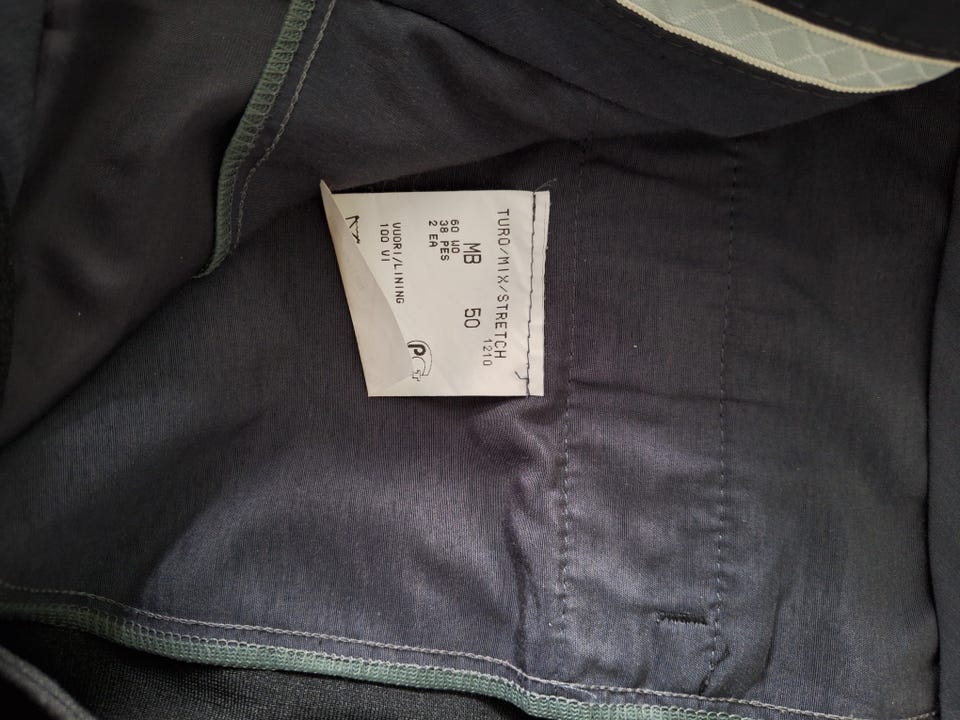 TURO/MIX/STRETCH
1210
MB 50
60 WO
38 PES
2 EA
VUORI/LINING
100 VI